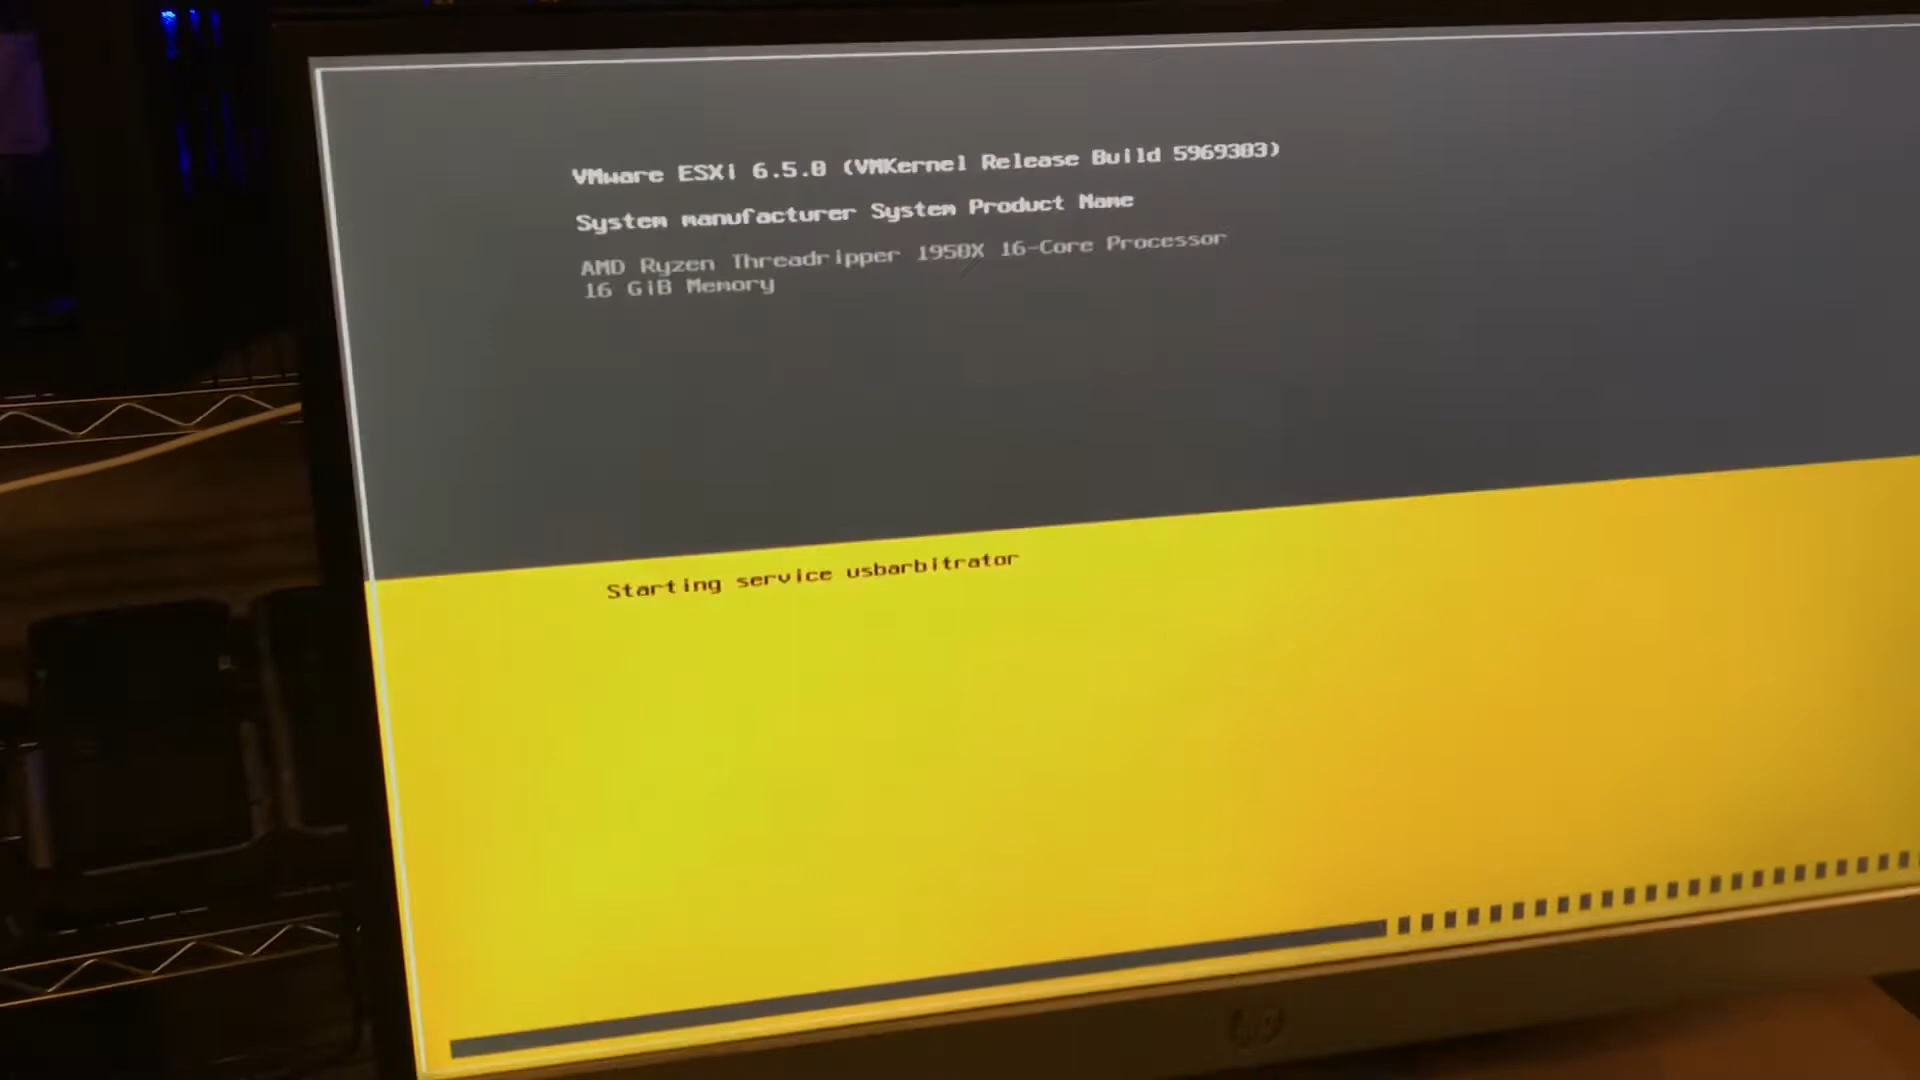 VMware ESXi 6.5.0 (VMKernel Release Build 5969303)
System manufacturer System Product Name
AMD Ryzen Threadripper 1950X 16-Core Processor
16 GiB Memory
Starting service usbarbitrator
hp